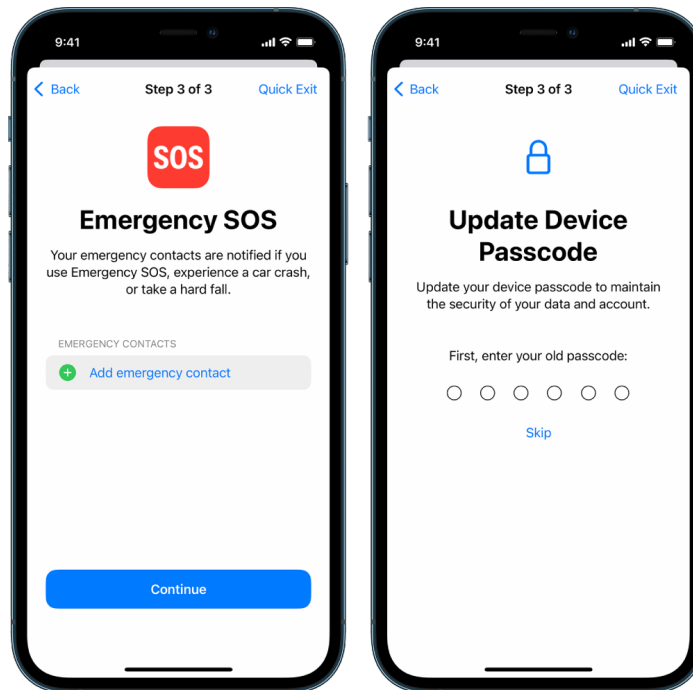 9:41
Back
Step 3 of 3
Quick Exit
SOS
Emergency SOS
Your emergency contacts are notified if you
use Emergency SOS, experience a car crash,
or take a hard fall.
EMERGENCY CONTACTS
Add emergency contact
Continue
9:41
Back
Step 3 of 3
Quick Exit
Update Device
Passcode
Update your device passcode to maintain
the security of your data and account.
First, enter your old passcode:
Skip